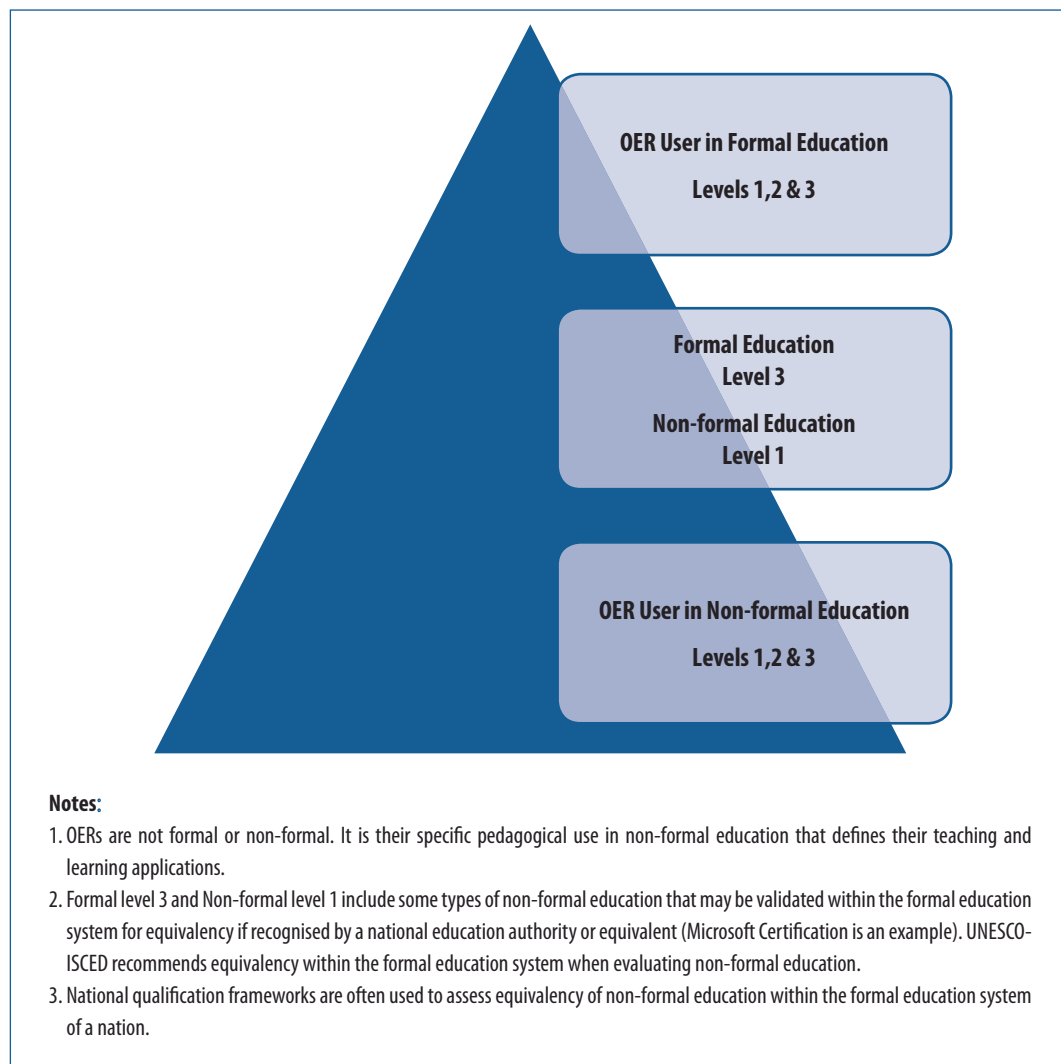 OER User in Formal Education
Levels 1,2 & 3
Formal Education
Level 3
Non-formal Education
Level 1
OER User in Non-formal Education
Levels 1,2 & 3
Notes:
1. OERs are not formal or non-formal. It is their specific pedagogical use in non-formal education that defines their teaching and
learning applications.
2. Formal level 3 and Non-formal level 1 include some types of non-formal education that may be validated within the formal education
system for equivalency if recognised by a national education authority or equivalent (Microsoft Certification is an example). UNESCO-
ISCED recommends equivalency within the formal education system when evaluating non-formal education.
3. National qualification frameworks are often used to assess equivalency of non-formal education within the formal education system
of a nation.